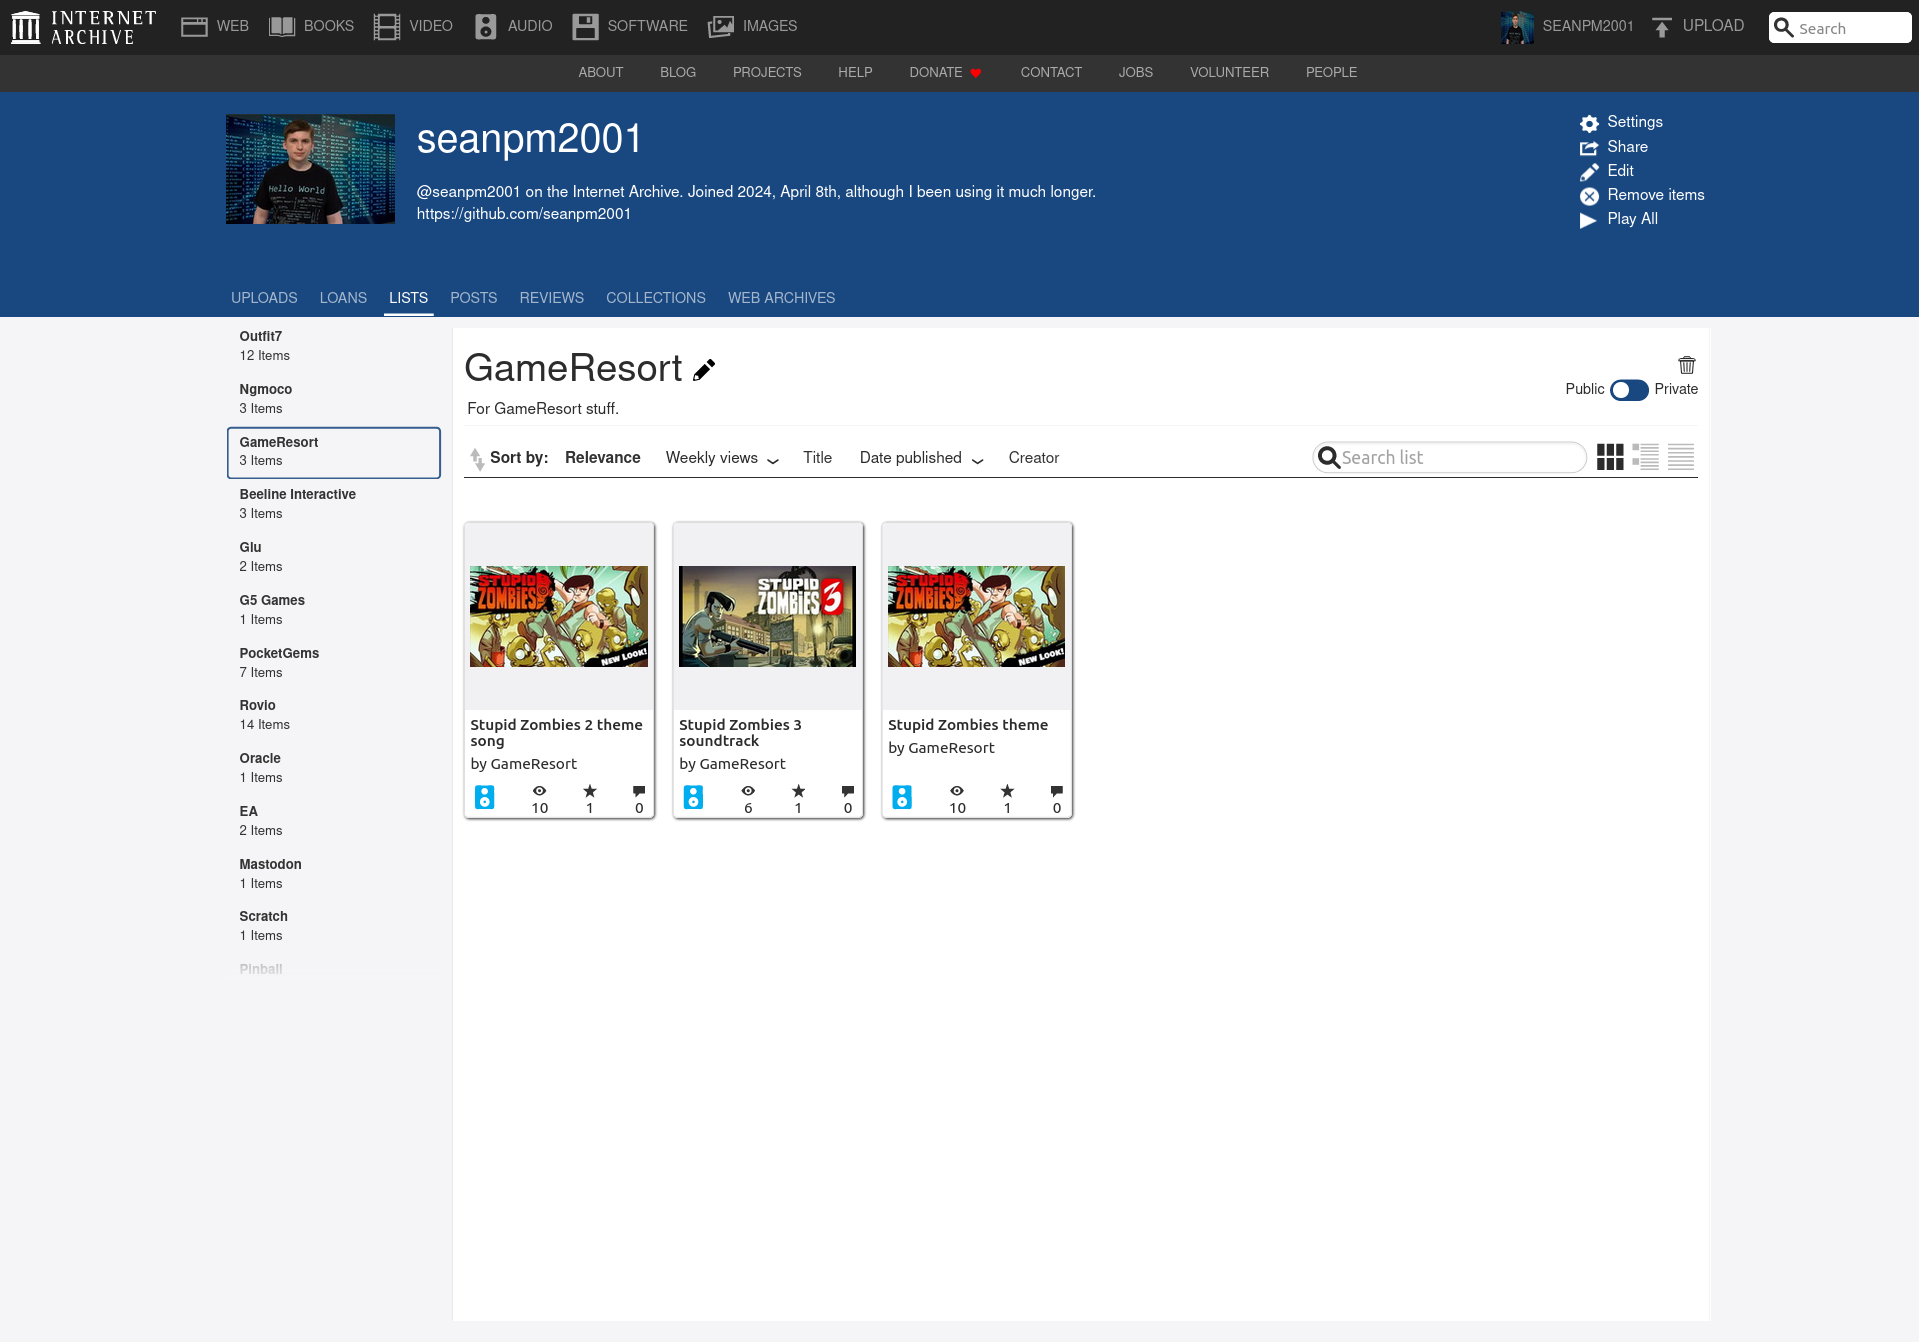 INTERNET ARCHIVE
WEB
BOOKS
VIDEO
AUDIO
SOFTWARE
IMAGES
SEANPM2001
UPLOAD
Search
ABOUT
BLOG
PROJECTS
HELP
DONATE
CONTACT
JOBS
VOLUNTEER
PEOPLE
Hello World
seanpm2001
@seanpm2001 on the Internet Archive. Joined 2024, April 8th, although I been using it much longer.
https://github.com/seanpm2001
Settings
Share
Edit
Remove items
Play All
UPLOADS
LOANS
LISTS
POSTS
REVIEWS
COLLECTIONS
WEB ARCHIVES
Outfit7
12 Items
Ngmoco
3 Items
GameResort
3 Items
Beeline Interactive
3 Items
Glu
2 Items
G5 Games
1 Items
PocketGems
7 Items
Rovio
14 Items
Oracle
1 Items
EA
2 Items
Mastodon
1 Items
Scratch
1 Items
Pinball
GameResort
For GameResort stuff.
Public
Private
Sort by:
Relevance
Weekly views
Title
Date published
Creator
Search list
STUPID
ZOMBIES
NEW LOOK!
Stupid Zombies 2 theme
song
by GameResort
10
1
0
STUPID
ZOMBIES 3
Stupid Zombies 3
soundtrack
by GameResort
6
1
0
STUPID
ZOMBIES
NEW LOOK!
Stupid Zombies theme
by GameResort
10
1
0